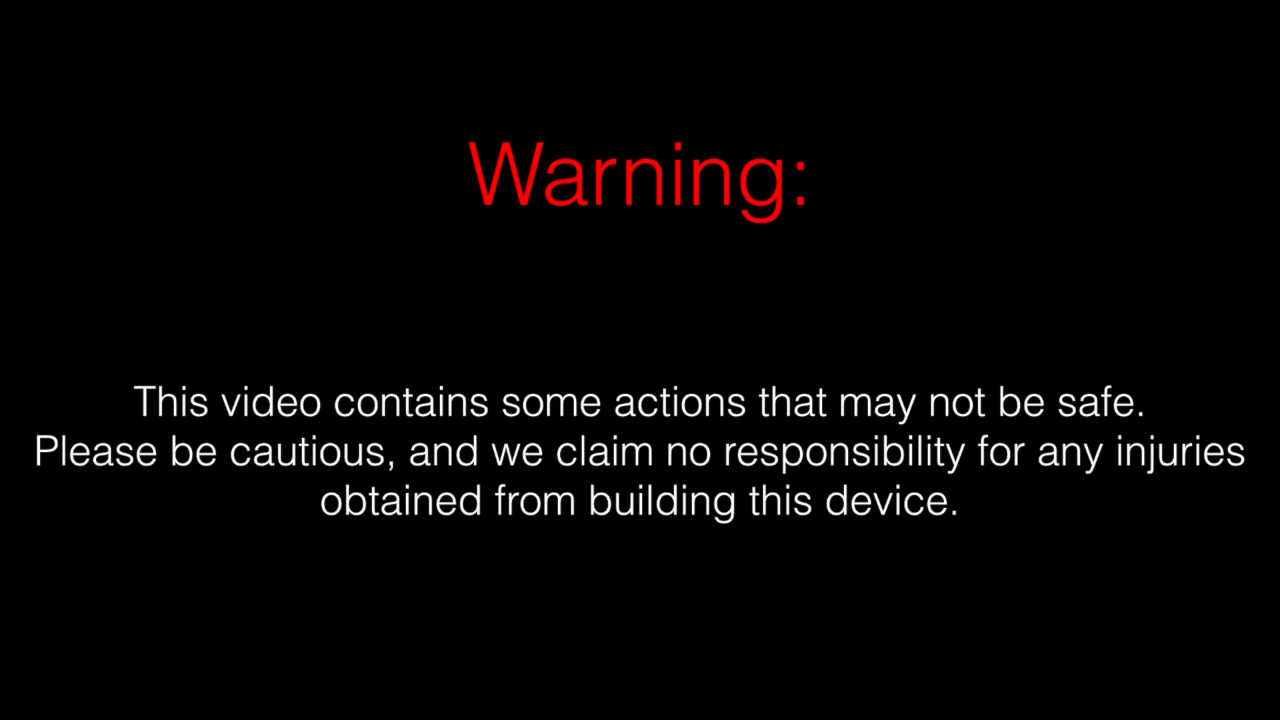 Warning:
This video contains some actions that may not be safe.
Please be cautious, and we claim no responsibility for any injuries
obtained from building this device.